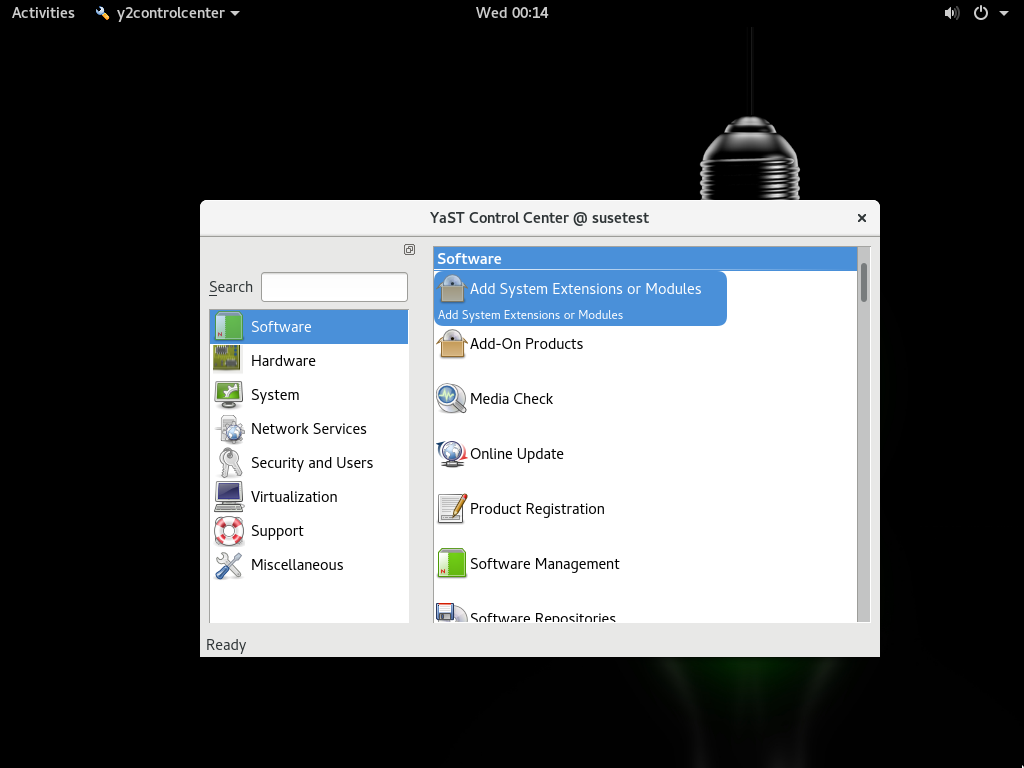 Activities y2controlcenter Wed 00:14
YaST Control Center @ susetest
Search
Software
Hardware
System
Network Services
Security and Users
Virtualization
Support
Miscellaneous
Software
Add System Extensions or Modules
Add System Extensions or Modules
Add-On Products
Media Check
Online Update
Product Registration
Software Management
Software Repositories
Ready